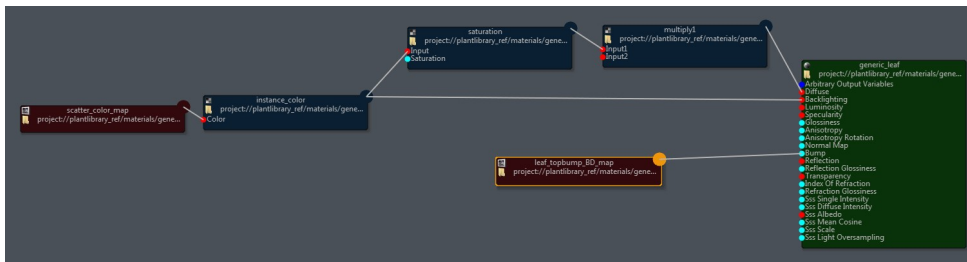 saturation
project://plantlibrary_ref/materials/gene...
Input
Saturation
multiply1
project://plantlibrary_ref/materials/gene...
Input1
Input2
scatter_color_map
project://plantlibrary_ref/materials/gene...
instance_color
project://plantlibrary_ref/materials/gene...
Color
leaf_topbump_BD_map
project://plantlibrary_ref/materials/gene...
generic_leaf
project://plantlibrary_ref/materials/gene...
Arbitrary Output Variables
Diffuse
Backlighting
Luminosity
Specularity
Glossiness
Anisotropy
Anisotropy Rotation
Normal Map
Bump
Reflection
Reflection Glossiness
Transparency
Index Of Refraction
Refraction Glossiness
Sss Single Intensity
Sss Diffuse Intensity
Sss Albedo
Sss Mean Cosine
Sss Scale
Sss Light Oversampling